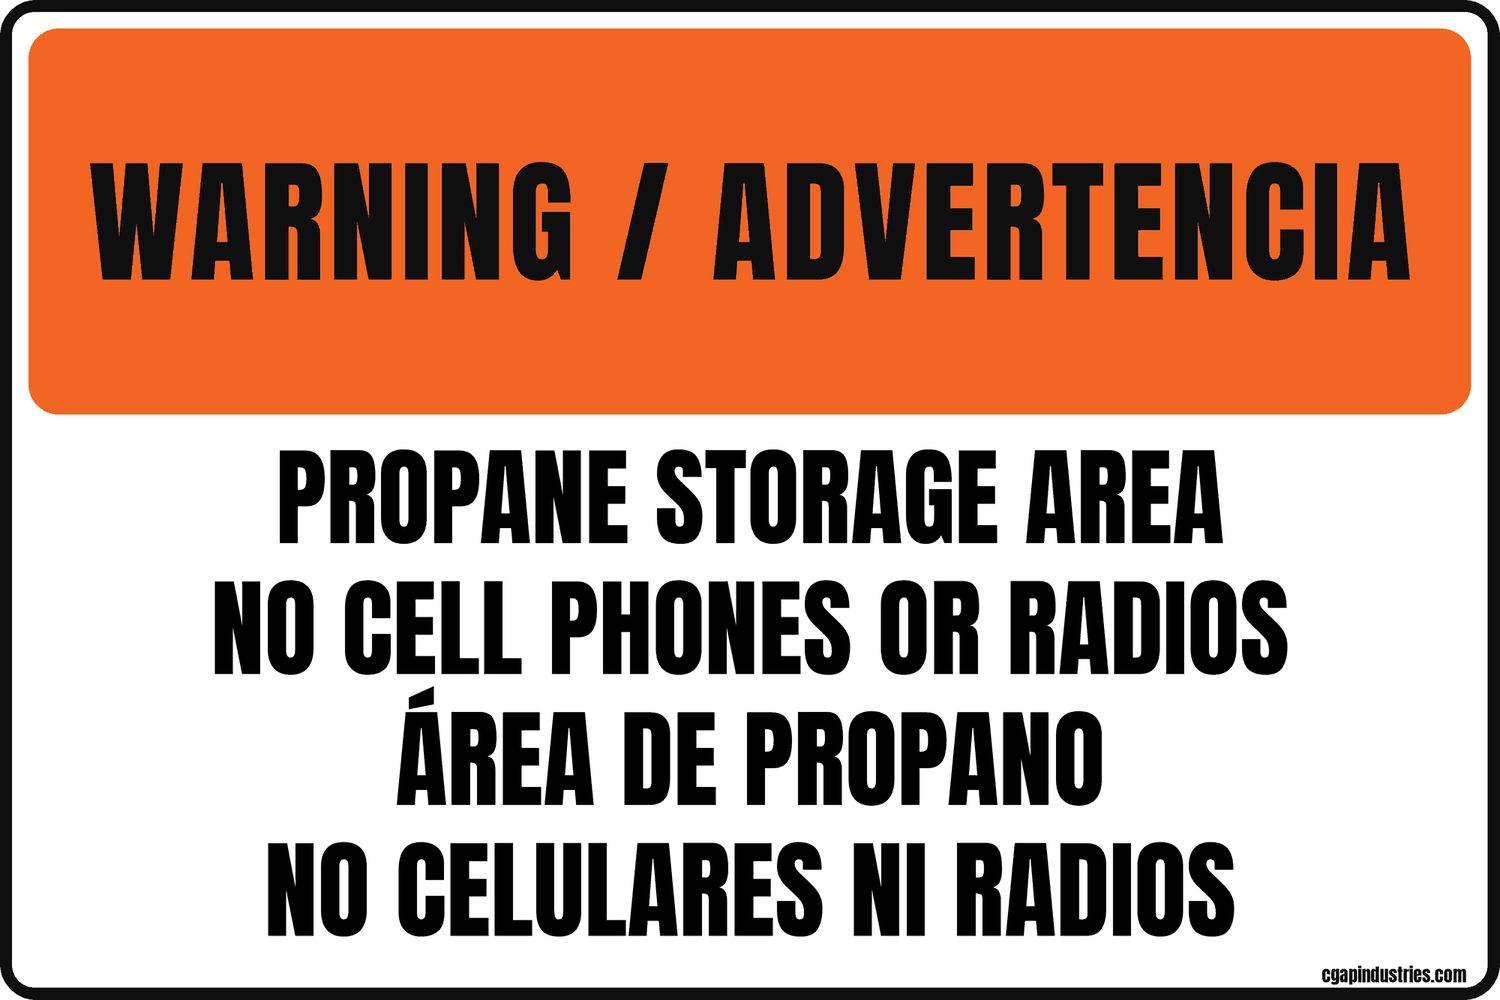 WARNING / ADVERTENCIA
PROPANE STORAGE AREA
NO CELL PHONES OR RADIOS
ÁREA DE PROPANO
NO CELULARES NI RADIOS
cgapindustries.com